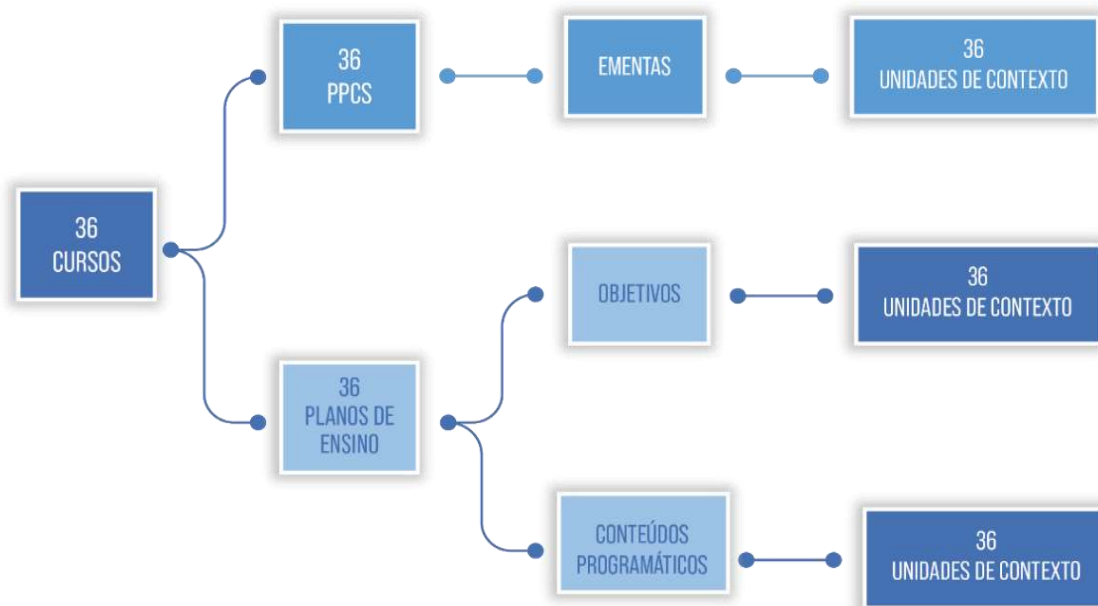 36
PPCS
EMENTAS
36
UNIDADES DE CONTEXTO
36
CURSOS
OBJETIVOS
36
UNIDADES DE CONTEXTO
36
PLANOS DE
ENSINO
CONTEÚDOS
PROGRAMÁTICOS
36
UNIDADES DE CONTEXTO